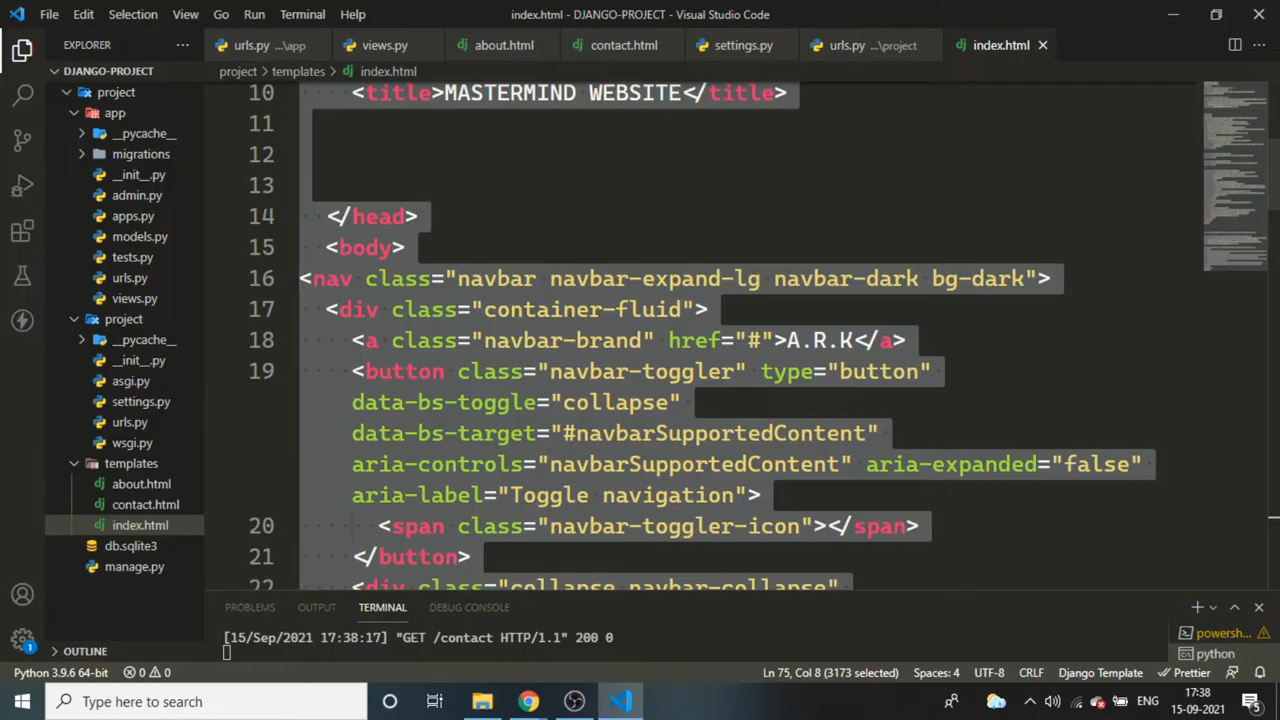 File Edit Selection View Go Run Terminal Help index.html - DJANGO-PROJECT - Visual Studio Code
EXPLORER urls.py ...\app views.py about.html contact.html settings.py urls.py ...\project index.html
DJANGO-PROJECT
project > templates > index.html
project
app
__pycache__
migrations
__init__.py
admin.py
apps.py
models.py
tests.py
urls.py
views.py
project
__pycache__
__init__.py
asgi.py
settings.py
urls.py
wsgi.py
templates
about.html
contact.html
index.html
db.sqlite3
manage.py
OUTLINE
10 <title>MASTERMIND WEBSITE</title>
11
12
13
14 </head>
15 <body>
16 <nav class="navbar navbar-expand-lg navbar-dark bg-dark">
17 <div class="container-fluid">
18 <a class="navbar-brand" href="#">A.R.K</a>
19 <button class="navbar-toggler" type="button"
data-bs-toggle="collapse"
data-bs-target="#navbarSupportedContent"
aria-controls="navbarSupportedContent" aria-expanded="false"
aria-label="Toggle navigation">
20 <span class="navbar-toggler-icon"></span>
21 </button>
22 <div class="collapse navbar-collapse"
PROBLEMS OUTPUT TERMINAL DEBUG CONSOLE
[15/Sep/2021 17:38:17] "GET /contact HTTP/1.1" 200 0
powersh...
python
1
Python 3.9.6 64-bit 0 0 Ln 75, Col 8 (3173 selected) Spaces: 4 UTF-8 CRLF Django Template Prettier
Type here to search
ENG
17:38
15-09-2021
5